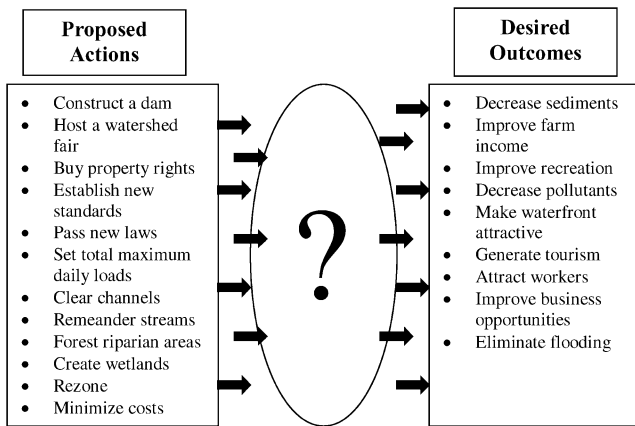 Proposed
Actions
• Construct a dam
• Host a watershed
fair
• Buy property rights
• Establish new
standards
• Pass new laws
• Set total maximum
daily loads
• Clear channels
• Remeander streams
• Forest riparian areas
• Create wetlands
• Rezone
• Minimize costs
?
Desired
Outcomes
• Decrease sediments
• Improve farm
income
• Improve recreation
• Decrease pollutants
• Make waterfront
attractive
• Generate tourism
• Attract workers
• Improve business
opportunities
• Eliminate flooding